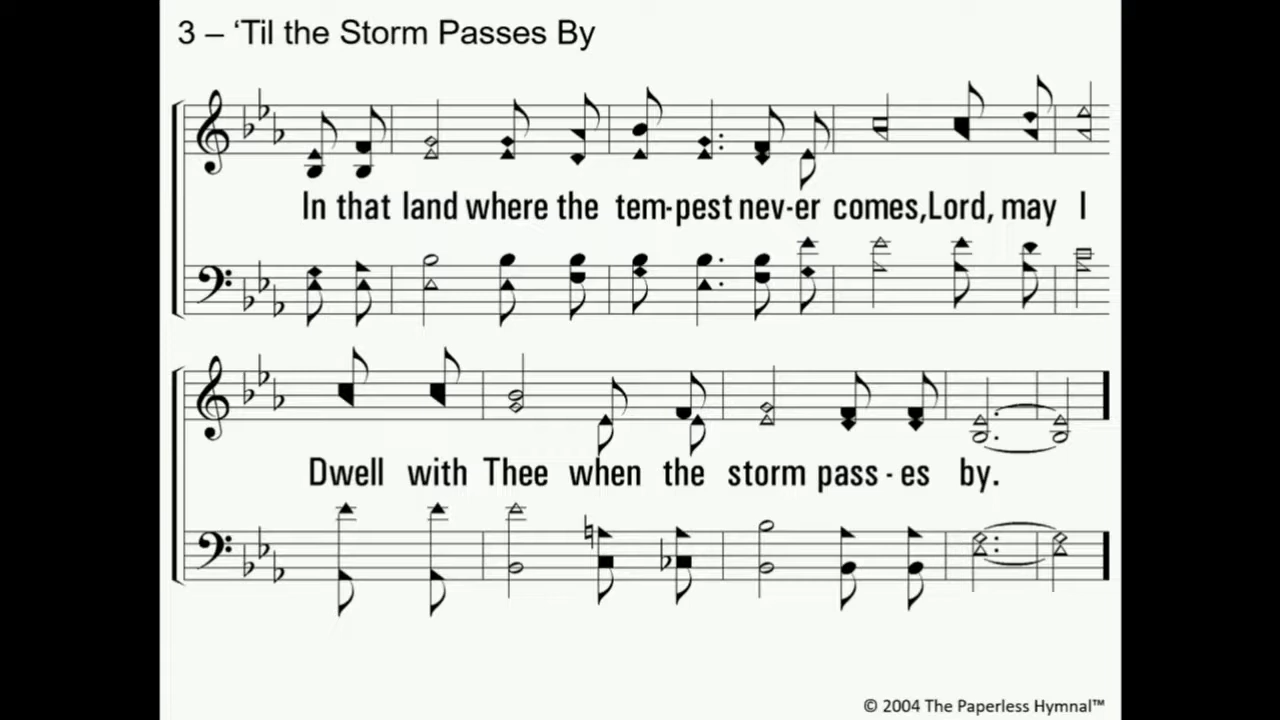 3 – ‘Til the Storm Passes By
In that land where the tem-pest nev-er comes,Lord, may I
Dwell with Thee when the storm pass-es by.
© 2004 The Paperless Hymnal™